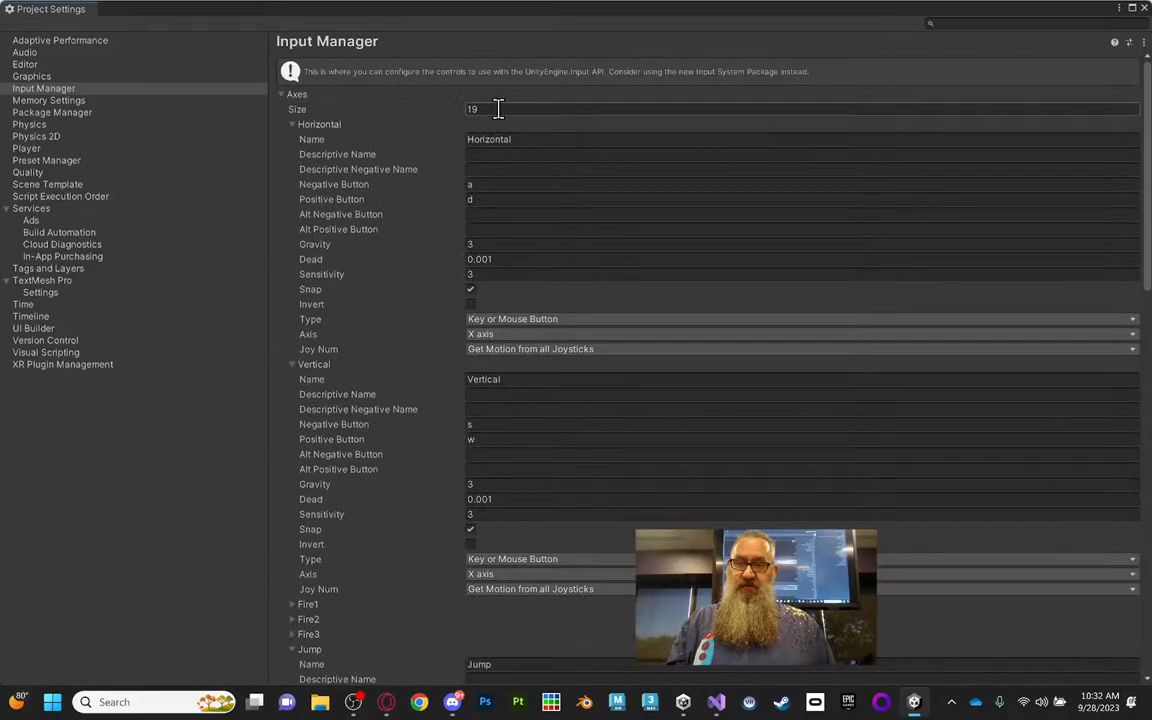 Project Settings
Adaptive Performance
Audio
Editor
Graphics
Input Manager
Memory Settings
Package Manager
Physics
Physics 2D
Player
Preset Manager
Quality
Scene Template
Script Execution Order
Services
Ads
Build Automation
Cloud Diagnostics
In-App Purchasing
Tags and Layers
TextMesh Pro
Settings
Time
Timeline
UI Builder
Version Control
Visual Scripting
XR Plugin Management
Input Manager
This is where you can configure the controls to use with the UnityEngine.Input API. Consider using the new Input System Package instead.
Axes
Size 19
Horizontal
Name Horizontal
Descriptive Name
Descriptive Negative Name
Negative Button a
Positive Button d
Alt Negative Button
Alt Positive Button
Gravity 3
Dead 0.001
Sensitivity 3
Snap
Invert
Type Key or Mouse Button
Axis X axis
Joy Num Get Motion from all Joysticks
Vertical
Name Vertical
Descriptive Name
Descriptive Negative Name
Negative Button s
Positive Button w
Alt Negative Button
Alt Positive Button
Gravity 3
Dead 0.001
Sensitivity 3
Snap
Invert
Type Key or Mouse Button
Axis X axis
Joy Num Get Motion from all Joysticks
Fire1
Fire2
Fire3
Jump
Name Jump
Descriptive Name
80°
Search
Ps
Pt
M
3
VR
EPIC
10:32 AM
9/28/2023